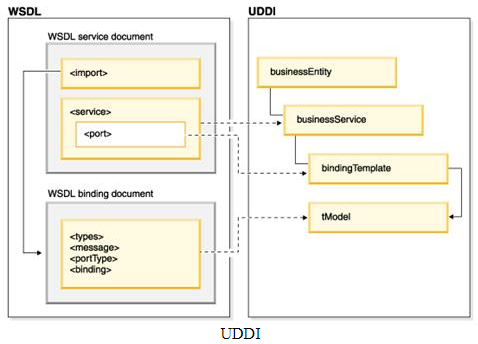 WSDL
WSDL service document
<import>
<service>
<port>
WSDL binding document
<types>
<message>
<portType>
<binding>
UDDI
businessEntity
businessService
bindingTemplate
tModel
UDDI